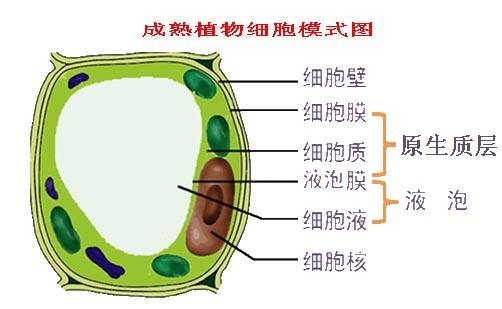 成熟植物细胞模式图
细胞壁
细胞膜
细胞质
原生质层
液泡膜
液 泡
细胞液
细胞核